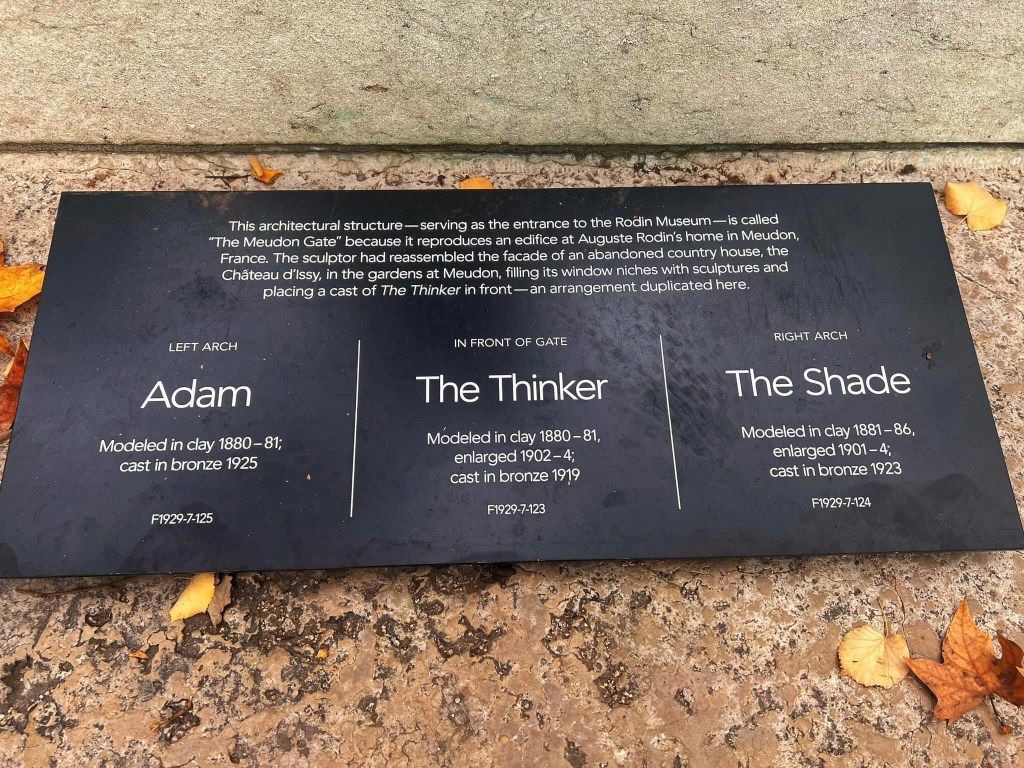 This architectural structure—serving as the entrance to the Rodin Museum—is called
“The Meudon Gate” because it reproduces an edifice at Auguste Rodin’s home in Meudon,
France. The sculptor had reassembled the facade of an abandoned country house, the
Château d’Issy, in the gardens at Meudon, filling its window niches with sculptures and
placing a cast of The Thinker in front—an arrangement duplicated here.
LEFT ARCH
Adam
Modeled in clay 1880–81;
cast in bronze 1925
F1929-7-125
IN FRONT OF GATE
The Thinker
Modeled in clay 1880–81,
enlarged 1902–4;
cast in bronze 1919
F1929-7-123
RIGHT ARCH
The Shade
Modeled in clay 1881–86,
enlarged 1901–4;
cast in bronze 1923
F1929-7-124